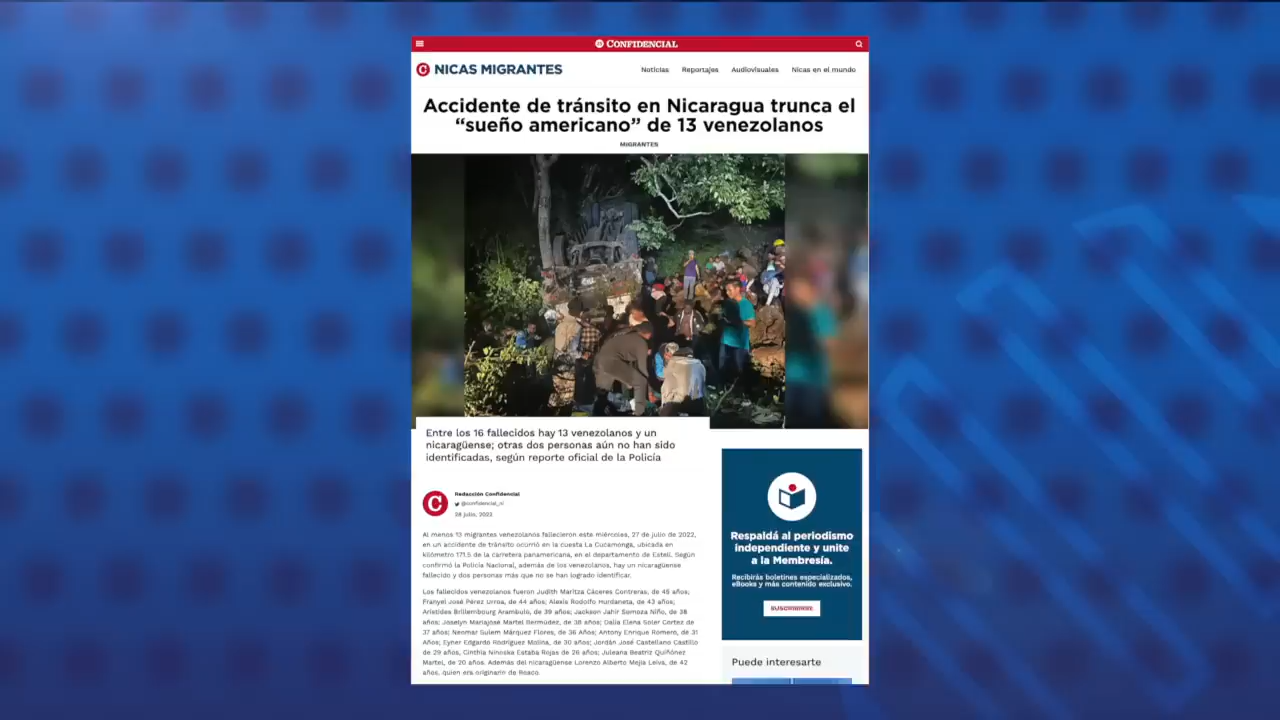 CONFIDENCIAL
NICAS MIGRANTES
Noticias Reportajes Audiovisuales Nicas en el mundo
Accidente de tránsito en Nicaragua trunca el
“sueño americano” de 13 venezolanos
MIGRANTES
Entre los 16 fallecidos hay 13 venezolanos y un
nicaragüense; otras dos personas aún no han sido
identificadas, según reporte oficial de la Policía
Redacción Confidencial
@confidencial_ni
28 julio, 2022
Al menos 13 migrantes venezolanos fallecieron este miércoles, 27 de julio de 2022,
en un accidente de tránsito ocurrió en la cuesta La Cucamonga, ubicada en
kilómetro 171.5 de la carretera panamericana, en el departamento de Estelí. Según
confirmó la Policía Nacional, además de los venezolanos, hay un nicaragüense
fallecido y dos personas más que no se han logrado identificar.
Los fallecidos venezolanos fueron Judith Maritza Cáceres Contreras, de 45 años;
Franyel José Pérez Urroa, de 44 años; Alexis Rodolfo Hurdaneta, de 43 años;
Arístides Brillembourg Arambuló, de 39 años; Jackson Jahir Somoza Niño, de 38
años; Joselyn Mariajosé Martel Bermúdez, de 38 años; Dalia Elena Soler Cortez de
37 años; Neomar Suiem Márquez Flores, de 36 Años; Antony Enrique Romero, de 31
Años; Eyner Edgardo Rodríguez Molina, de 30 años; Jordán José Castellano Castillo
de 29 años, Cinthia Ninoska Estaba Rojas de 26 años; Juleana Beatriz Quiñónez
Martel, de 20 años. Además del nicaragüense Lorenzo Alberto Mejía Leiva, de 42
años, quien era originario de Boaco.
Respaldá al periodismo
independiente y unite
a la Membresía.
Recibirás boletines especializados,
eBooks y más contenido exclusivo.
SUSCRIBIRSE
Puede interesarte